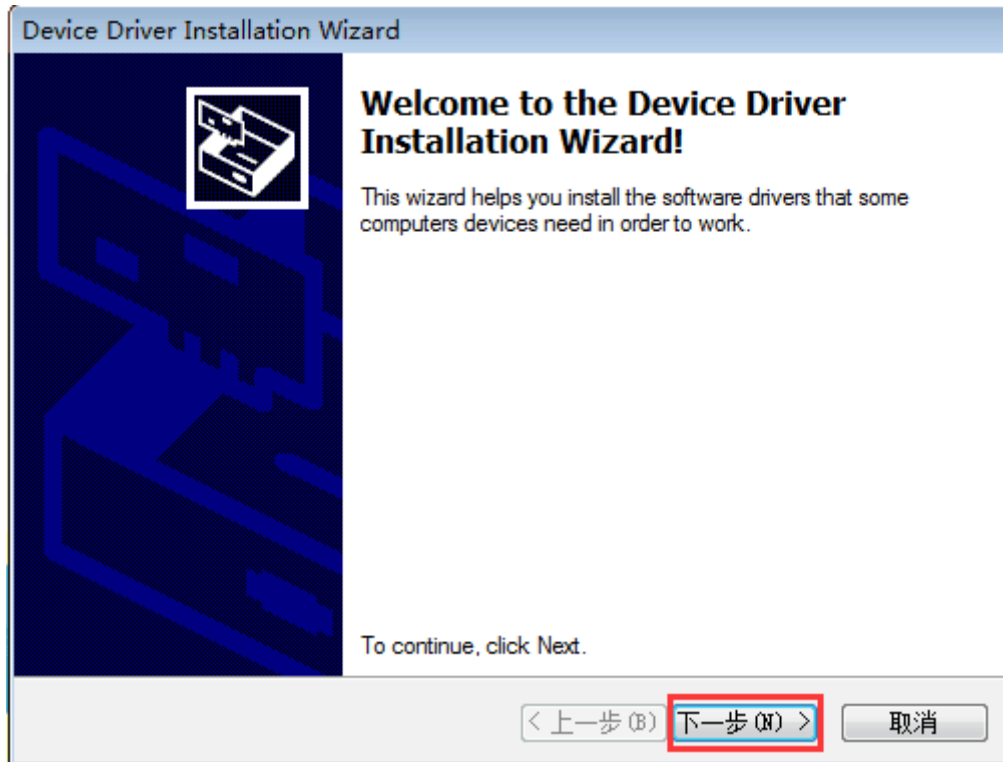 Device Driver Installation Wizard
Welcome to the Device Driver
Installation Wizard!
This wizard helps you install the software drivers that some
computers devices need in order to work.
To continue, click Next.
< 上一步(B) 下一步(N) > 取消